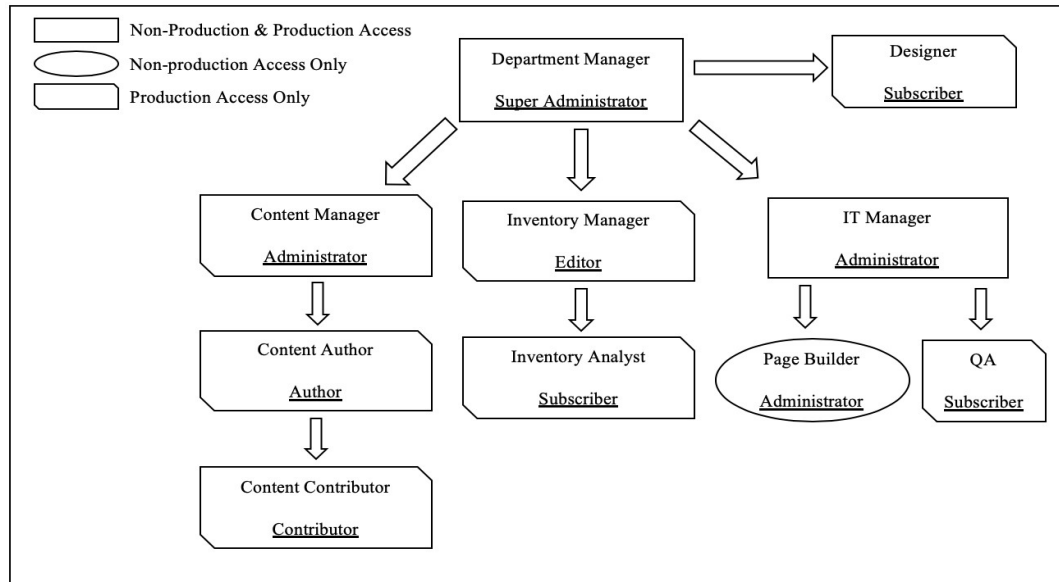 Non-Production & Production Access
Non-production Access Only
Production Access Only
Department Manager
Super Administrator
Designer
Subscriber
Content Manager
Administrator
Inventory Manager
Editor
IT Manager
Administrator
Content Author
Author
Inventory Analyst
Subscriber
Page Builder
Administrator
QA
Subscriber
Content Contributor
Contributor